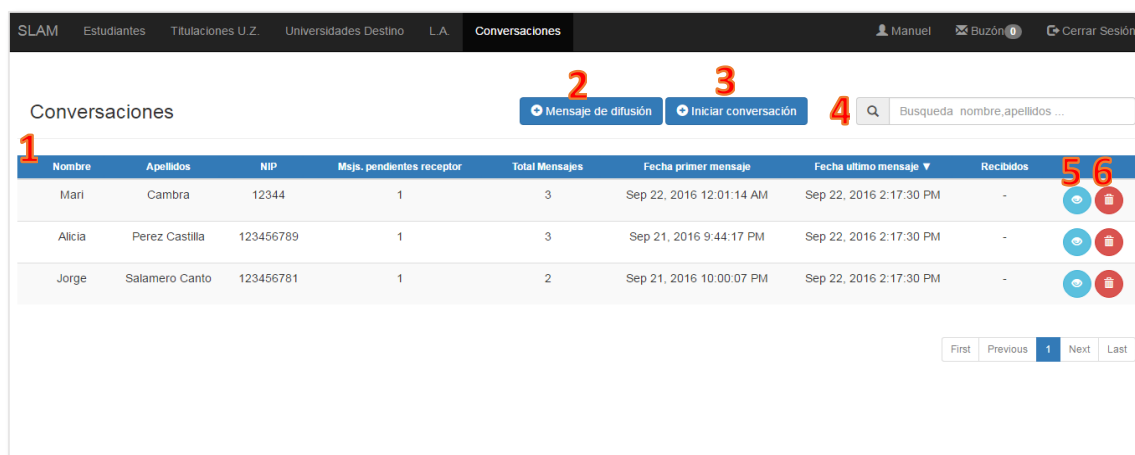 SLAM Estudiantes Titulaciones U.Z. Universidades Destino L.A. Conversaciones Manuel Buzón 0 Cerrar Sesión
2 3
Conversaciones Mensaje de difusión Iniciar conversación 4 Busqueda nombre,apellidos ...
1 5 6
Nombre Apellidos NIP Msjs. pendientes receptor Total Mensajes Fecha primer mensaje Fecha ultimo mensaje ▼ Recibidos
Mari Cambra 12344 1 3 Sep 22, 2016 12:01:14 AM Sep 22, 2016 2:17:30 PM -
Alicia Perez Castilla 123456789 1 3 Sep 21, 2016 9:44:17 PM Sep 22, 2016 2:17:30 PM -
Jorge Salamero Canto 123456781 1 2 Sep 21, 2016 10:00:07 PM Sep 22, 2016 2:17:30 PM -
First Previous 1 Next Last